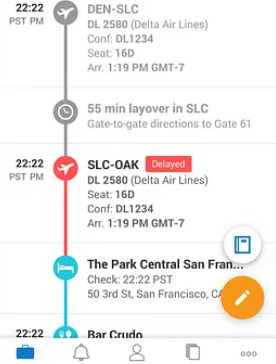 22:22 DEN-SLC
PST PM DL 2580 (Delta Air Lines)
Conf: DL1234
Seat: 16D
Arr. 1:19 PM GMT-7
55 min layover in SLC
Gate-to-gate directions to Gate 61
22:22 SLC-OAK Delayed
PST PM DL 2580 (Delta Air Lines)
Seat: 16D
Conf: DL1234
Arr. 1:19 PM GMT-7
The Park Central San Fran...
Check: 22:22 PST
50 3rd St, San Francisco, CA
22:22 Bar Crudo